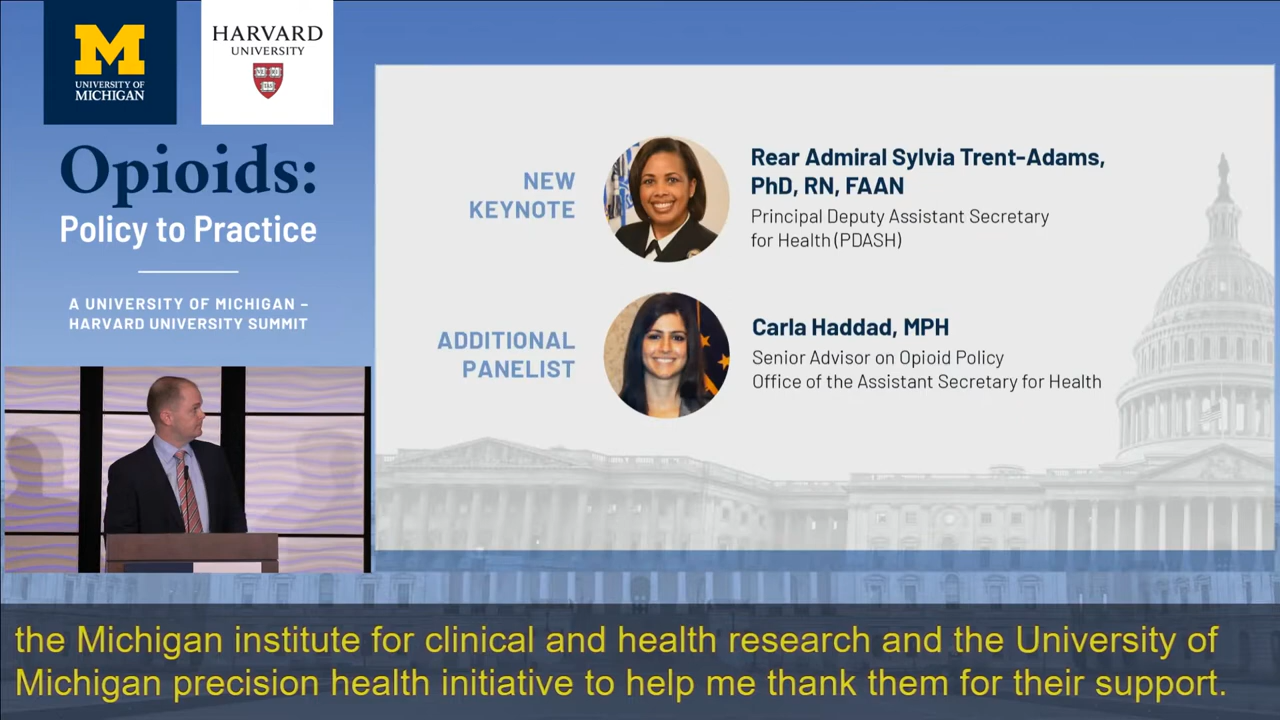 M
UNIVERSITY OF
MICHIGAN
HARVARD
UNIVERSITY
Opioids:
Policy to Practice
A UNIVERSITY OF MICHIGAN –
HARVARD UNIVERSITY SUMMIT
NEW
KEYNOTE
Rear Admiral Sylvia Trent-Adams,
PhD, RN, FAAN
Principal Deputy Assistant Secretary
for Health (PDASH)
ADDITIONAL
PANELIST
Carla Haddad, MPH
Senior Advisor on Opioid Policy
Office of the Assistant Secretary for Health
the Michigan institute for clinical and health research and the University of
Michigan precision health initiative to help me thank them for their support.